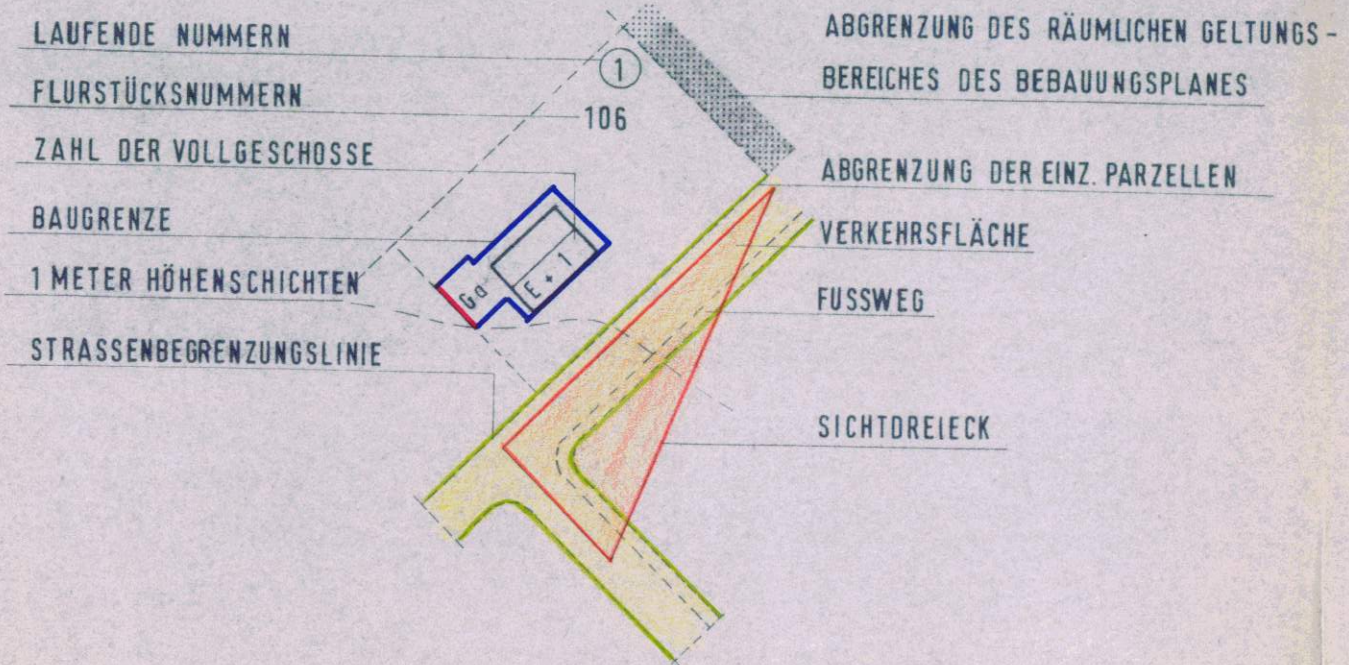 LAUFENDE NUMMERN
FLURSTÜCKSNUMMERN
ZAHL DER VOLLGESCHOSSE
BAUGRENZE
1 METER HÖHENSCHICHTEN
STRASSENBEGRENZUNGSLINIE
1
106
Ga
E + 1
ABGRENZUNG DES RÄUMLICHEN GELTUNGS-
BEREICHES DES BEBAUUNGSPLANES
ABGRENZUNG DER EINZ. PARZELLEN
VERKEHRSFLÄCHE
FUSSWEG
SICHTDREIECK